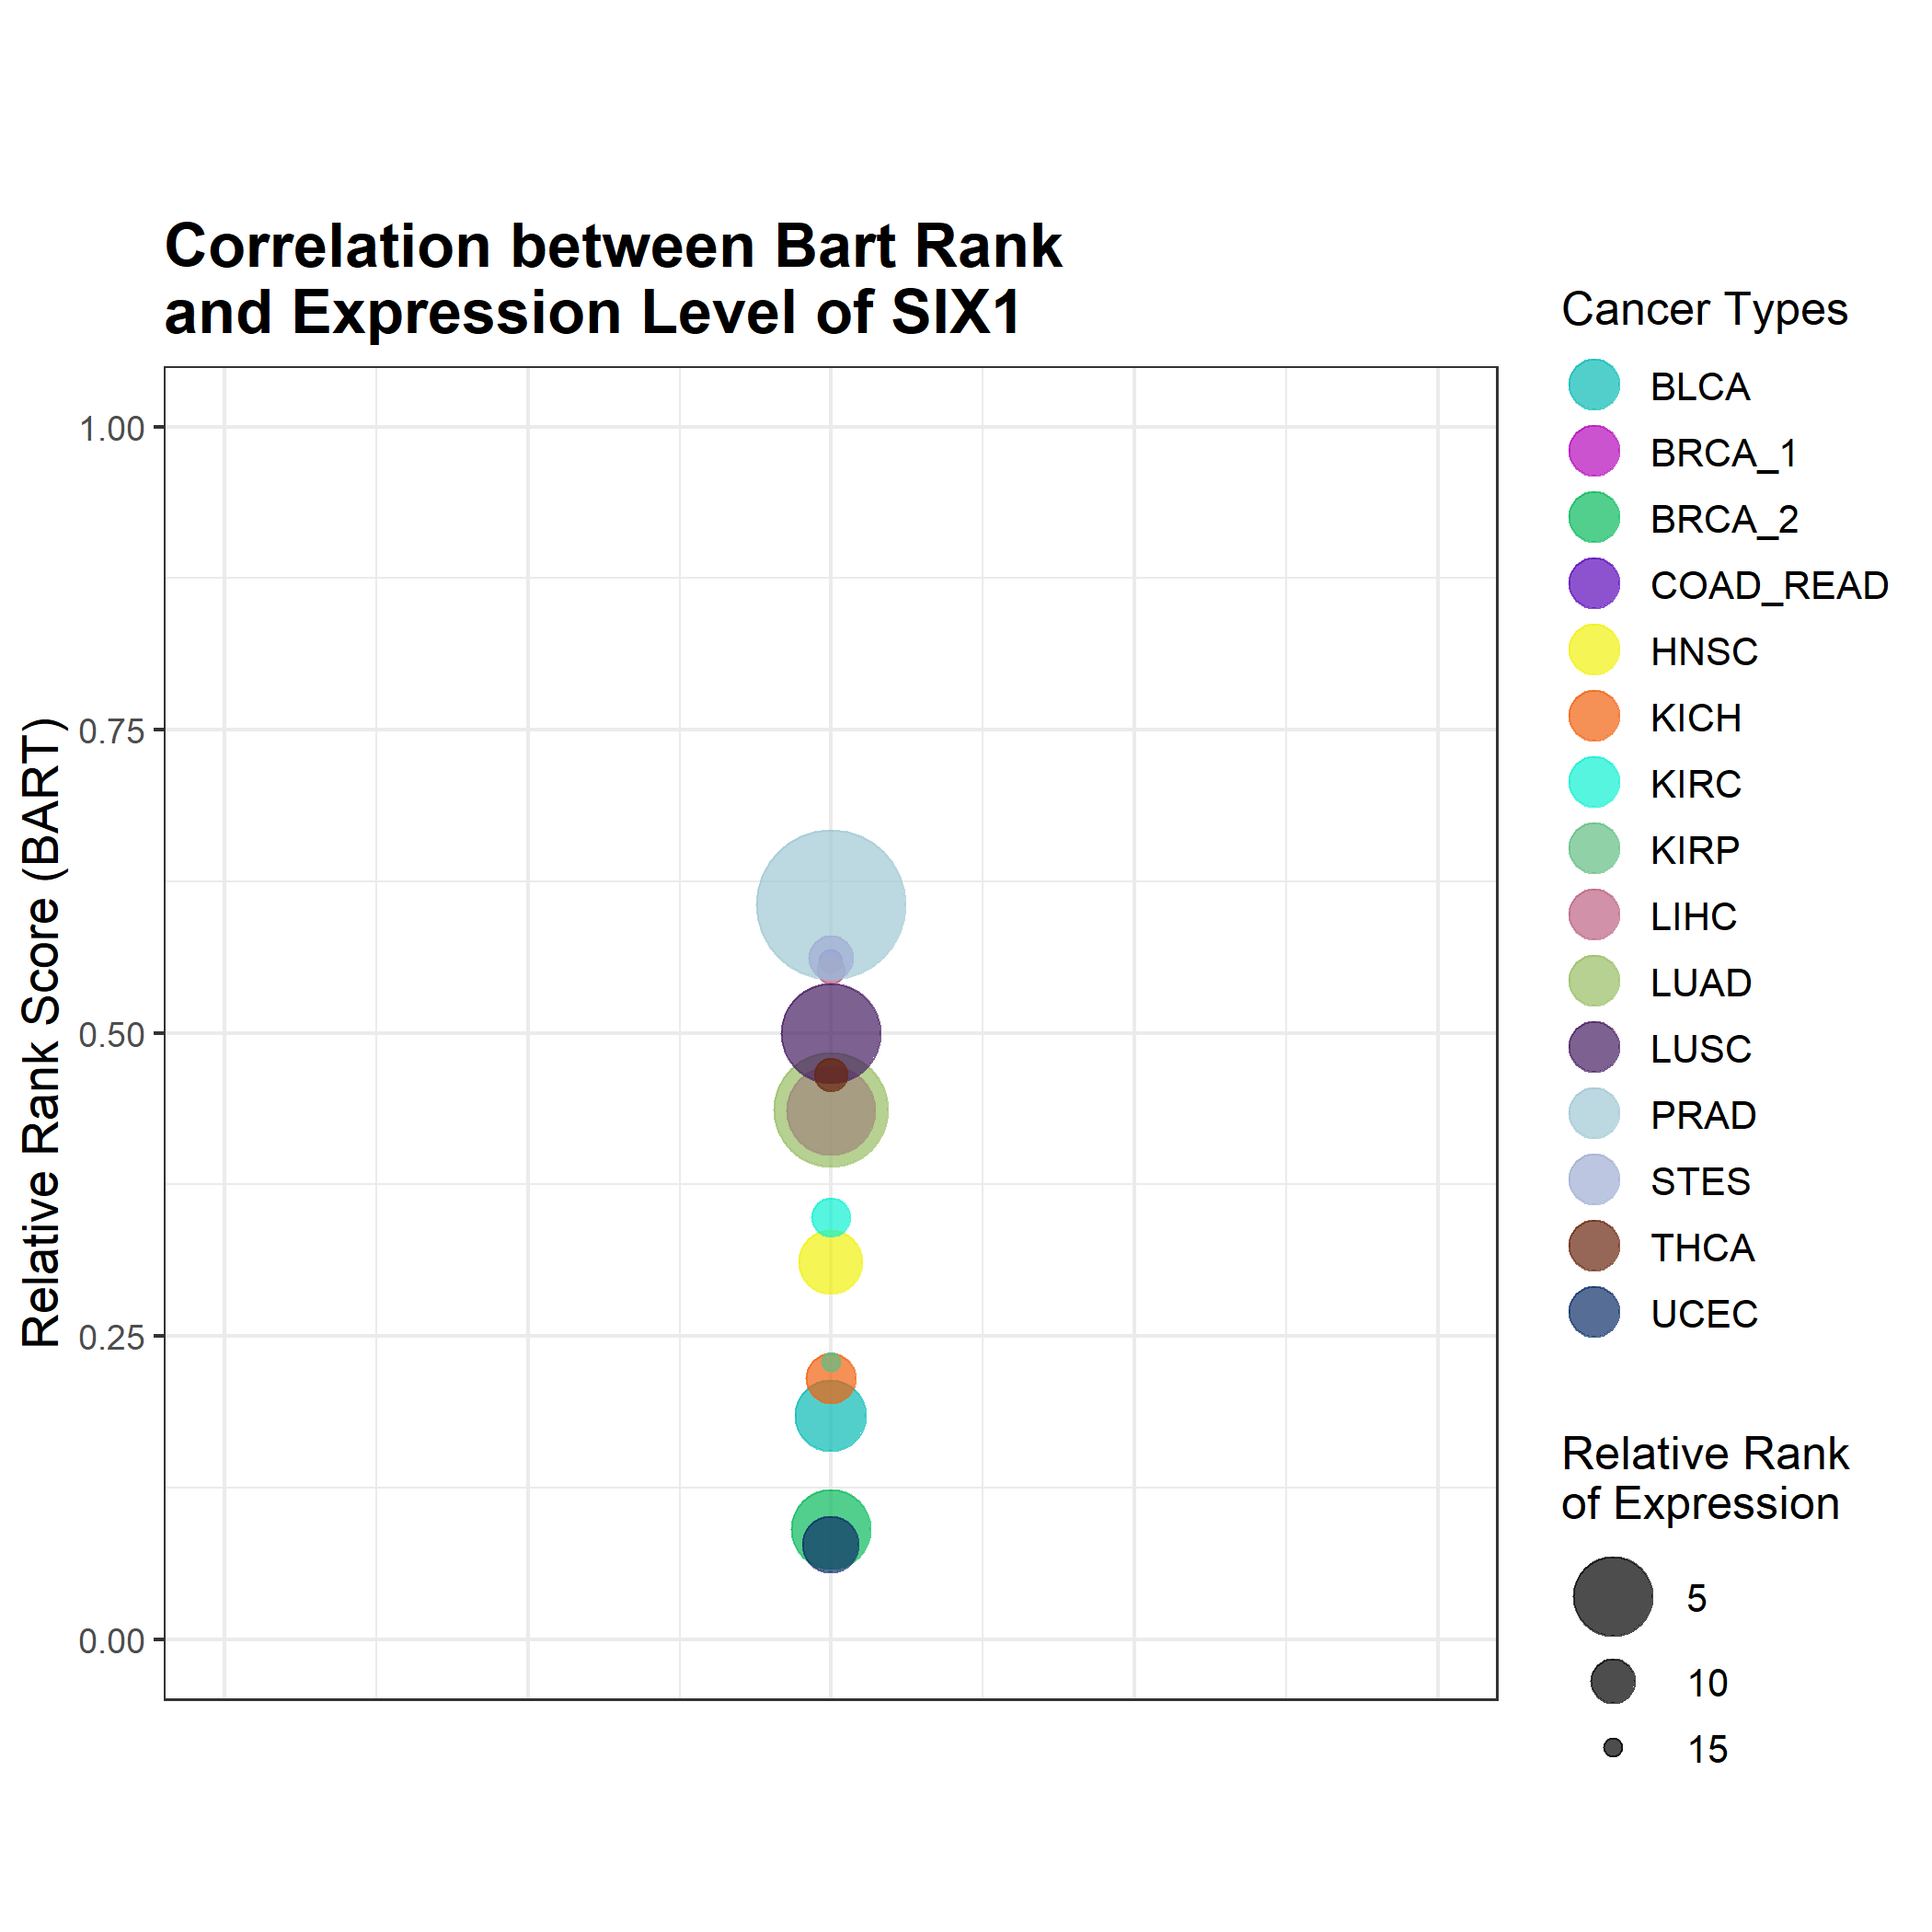 Correlation between Bart Rank
and Expression Level of SIX1
Relative Rank Score (BART)
1.00
0.75
0.50
0.25
0.00
Cancer Types
BLCA
BRCA_1
BRCA_2
COAD_READ
HNSC
KICH
KIRC
KIRP
LIHC
LUAD
LUSC
PRAD
STES
THCA
UCEC
Relative Rank
of Expression
5
10
15